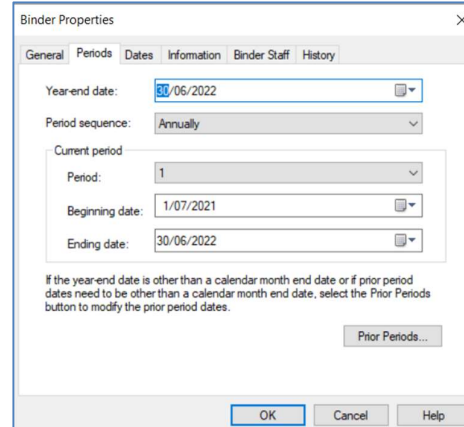 Binder Properties
General Periods Dates Information Binder Staff History
Year-end date: 30/06/2022
Period sequence: Annually
Current period
Period: 1
Beginning date: 1/07/2021
Ending date: 30/06/2022
If the year-end date is other than a calendar month end date or if prior period
dates need to be other than a calendar month end date, select the Prior Periods
button to modify the prior period dates.
Prior Periods...
OK Cancel Help